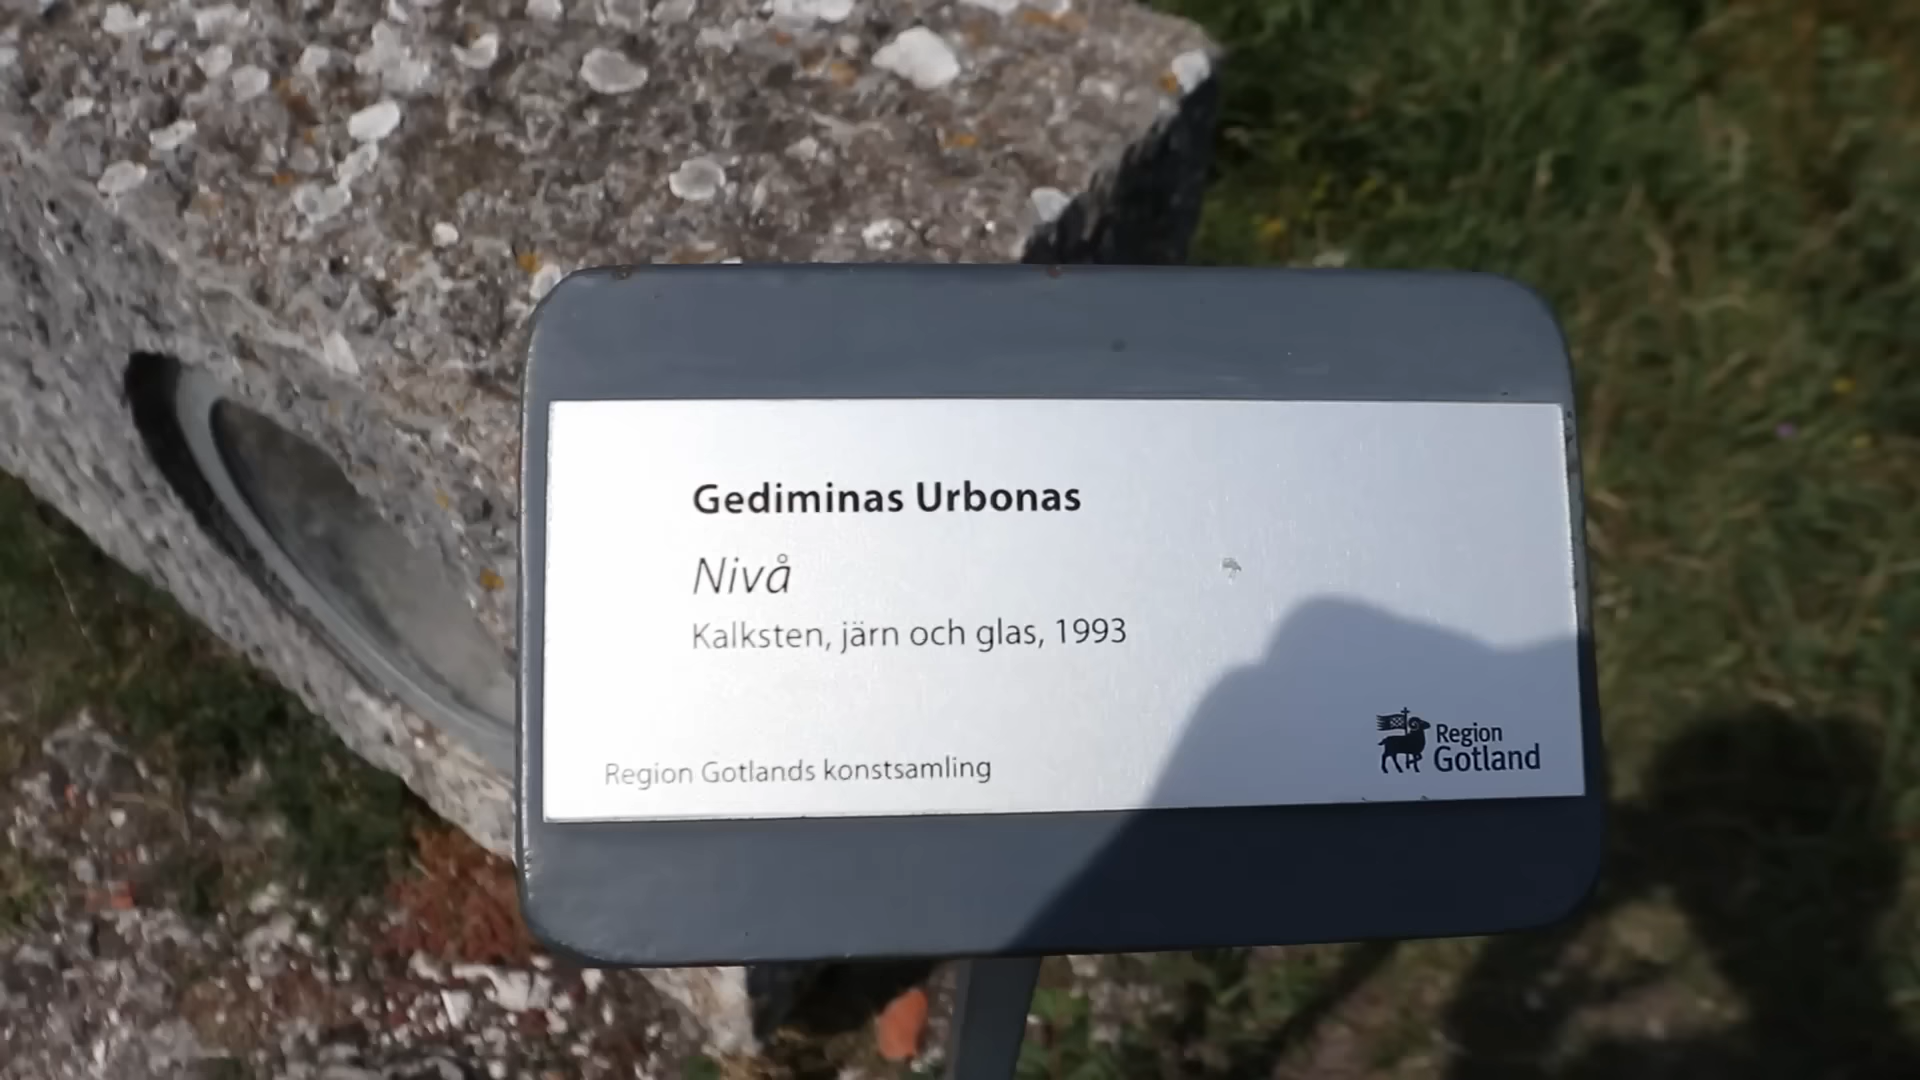 Gediminas Urbonas
Nivå
Kalksten, järn och glas, 1993
Region Gotlands konstsamling
Region
Gotland